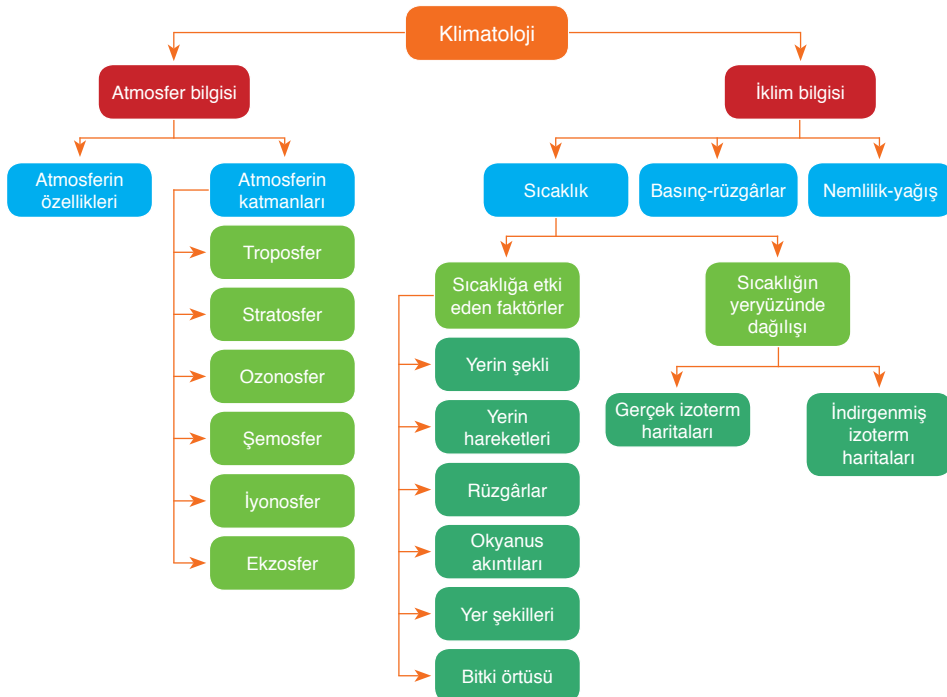 Klimatoloji
Atmosfer bilgisi
İklim bilgisi
Atmosferin
özellikleri
Atmosferin
katmanları
Sıcaklık
Basınç-rüzgârlar
Nemlilik-yağış
Troposfer
Stratosfer
Ozonosfer
Şemosfer
İyonosfer
Ekzosfer
Sıcaklığa etki
eden faktörler
Yerin şekli
Yerin
hareketleri
Rüzgârlar
Okyanus
akıntıları
Yer şekilleri
Bitki örtüsü
Sıcaklığın
yeryüzünde
dağılışı
Gerçek izoterm
haritaları
İndirgenmiş
izoterm
haritaları